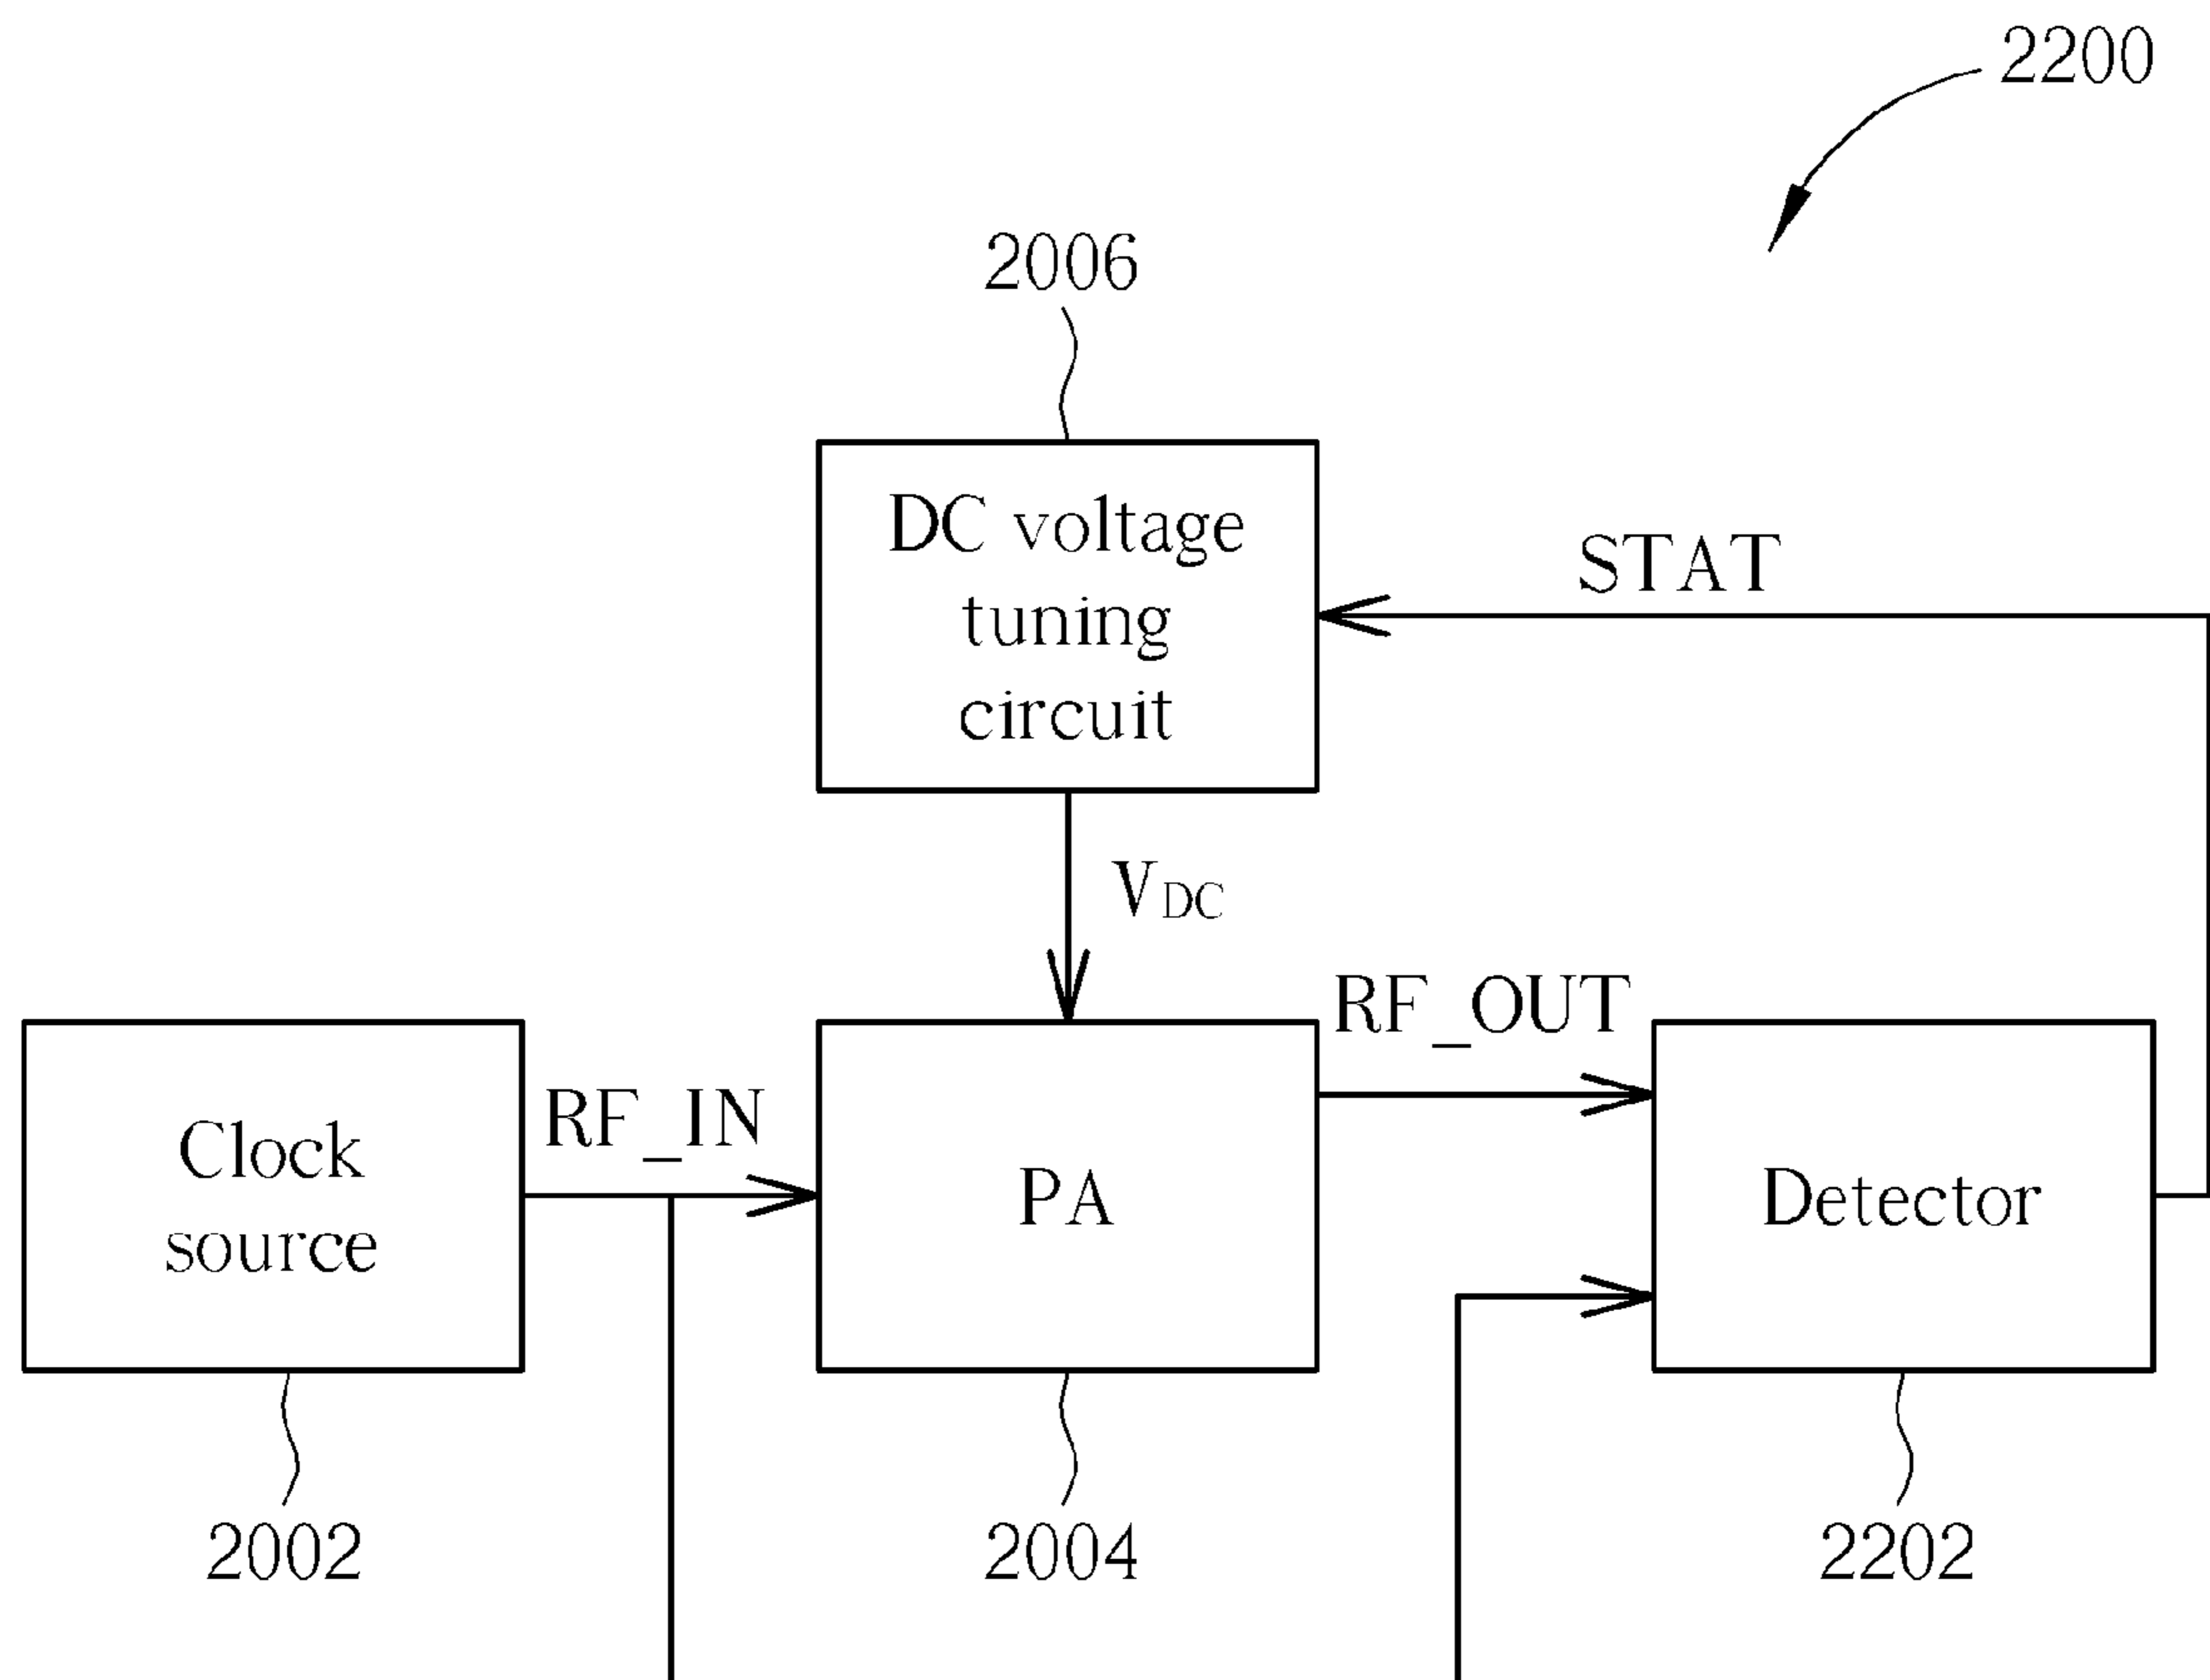 2200
2006
DC voltage
tuning
circuit
STAT
VDC
RF_OUT
RF_IN
Clock
source
PA
Detector
2002
2004
2202